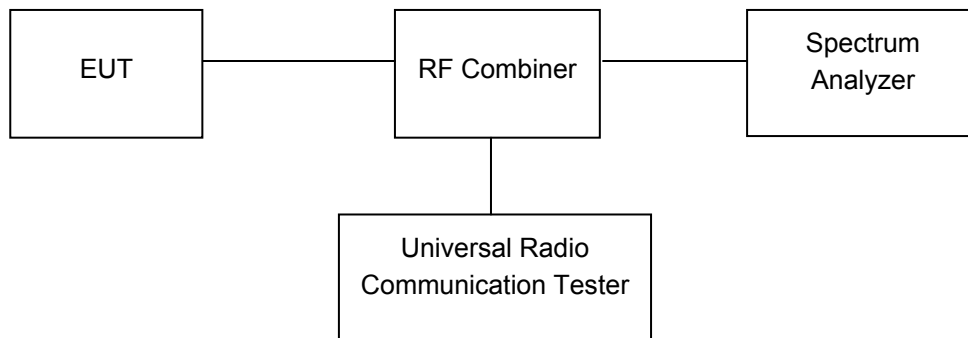 EUT
RF Combiner
Spectrum
Analyzer
Universal Radio
Communication Tester